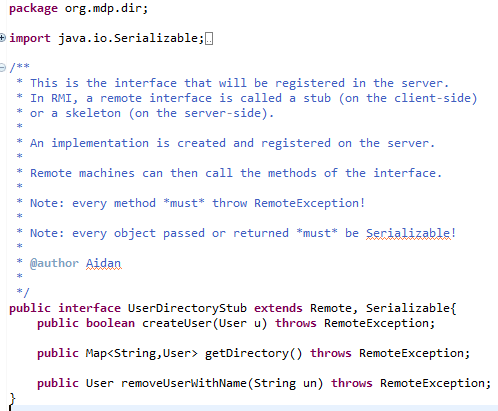 package org.mdp.dir;
import java.io.Serializable;
/**
 * This is the interface that will be registered in the server.
 * In RMI, a remote interface is called a stub (on the client-side)
 * or a skeleton (on the server-side).
 *
 * An implementation is created and registered on the server.
 *
 * Remote machines can then call the methods of the interface.
 *
 * Note: every method *must* throw RemoteException!
 *
 * Note: every object passed or returned *must* be Serializable!
 *
 * @author Aidan
 *
 */
public interface UserDirectoryStub extends Remote, Serializable{
    public boolean createUser(User u) throws RemoteException;
    public Map<String,User> getDirectory() throws RemoteException;
    public User removeUserWithName(String un) throws RemoteException;
}